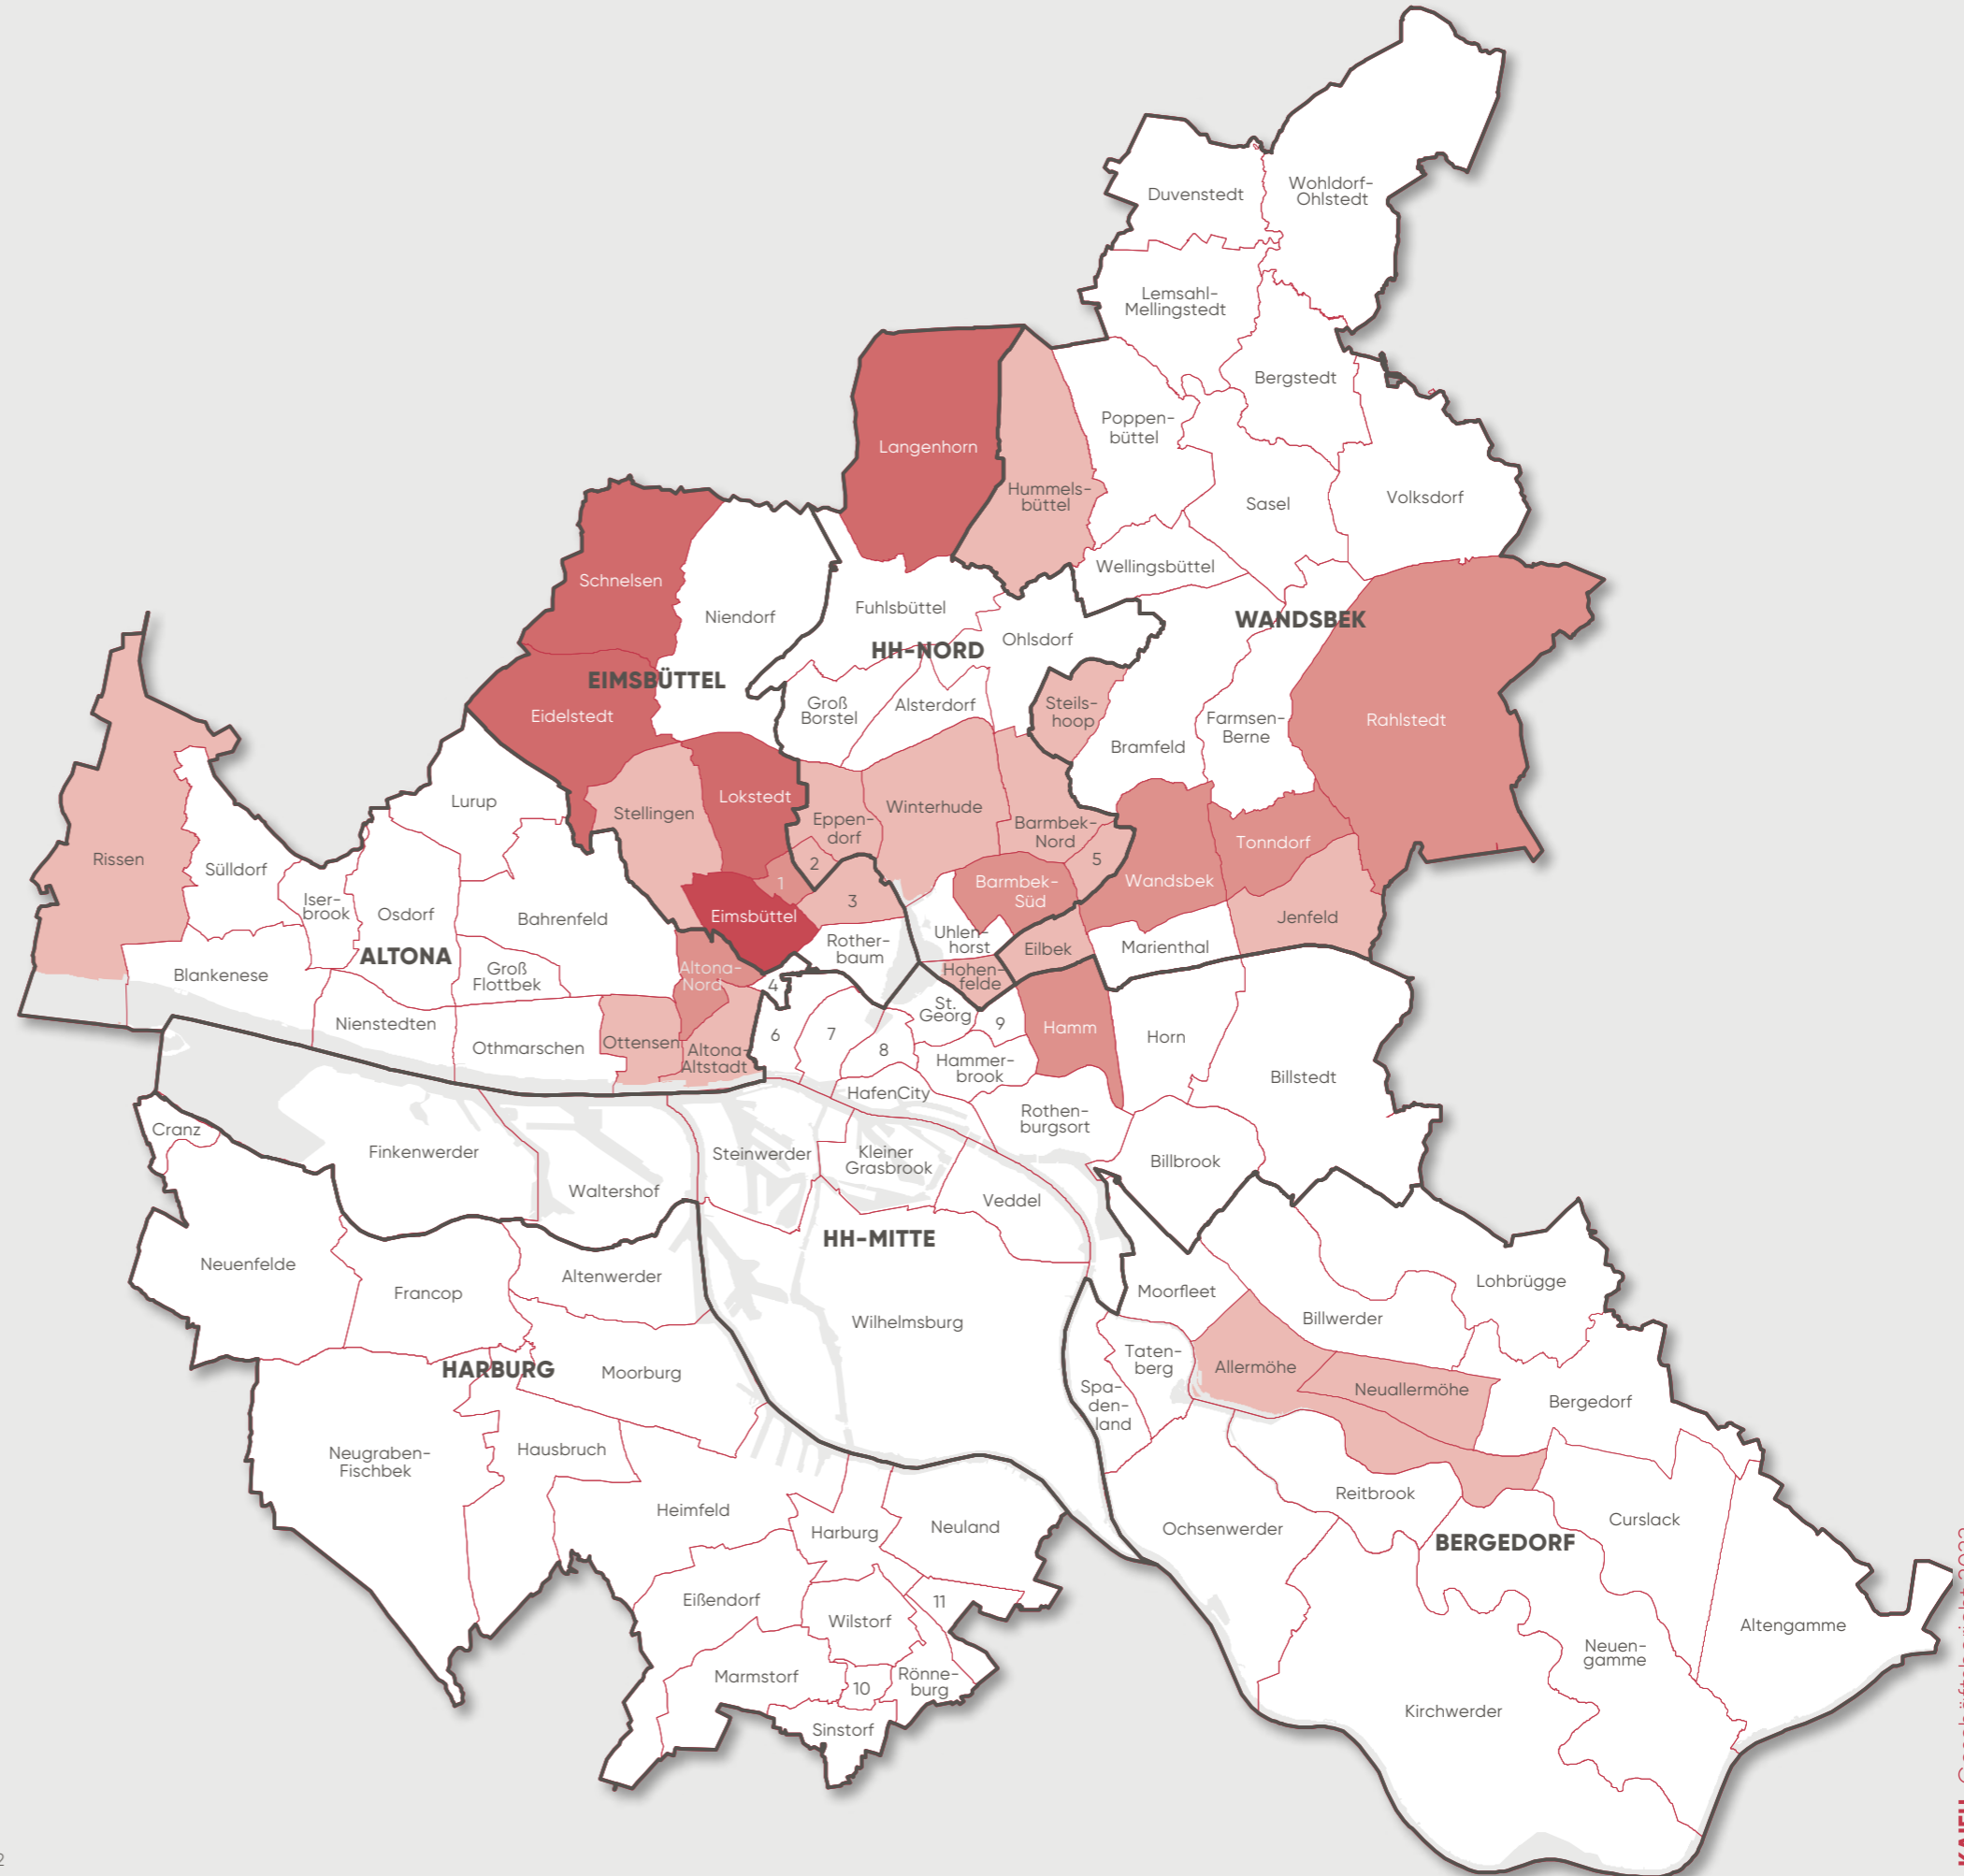 Duvenstedt
Wohldorf-
Ohlstedt
Lemsahl-
Mellingstedt
Bergstedt
Poppen-
büttel
Langenhorn
Hummels-
büttel
Sasel
Volksdorf
Wellingsbüttel
Schnelsen
Niendorf
Fuhlsbüttel
Ohlsdorf
WANDSBEK
HH-NORD
EIMSBÜTTEL
Eidelstedt
Groß
Borstel
Alsterdorf
Steils-
hoop
Bramfeld
Farmsen-
Berne
Rahlstedt
Lurup
Stellingen
Lokstedt
Eppen-
dorf
Winterhude
Barmbek-
Nord
Tonndorf
Rissen
Sülldorf
Iser-
brook
Osdorf
Bahrenfeld
1
2
3
5
Eimsbüttel
Barmbek-
Süd
Wandsbek
Jenfeld
Rother-
baum
Uhlen-
horst
Eilbek
Marienthal
ALTONA
Blankenese
Groß
Flottbek
Altona-
Nord
4
Hohen-
felde
Nienstedten
Othmarschen
Ottensen
Altona-
Altstadt
6
7
8
St.
Georg
9
Hamm
Horn
Hammer-
brook
Billstedt
HafenCity
Rothen-
burgsort
Cranz
Finkenwerder
Waltershof
Steinwerder
Kleiner
Grasbrook
Veddel
Billbrook
HH-MITTE
Neuenfelde
Francop
Altenwerder
Wilhelmsburg
Moorfleet
Billwerder
Lohbrügge
HARBURG
Moorburg
Taten-
berg
Spa-
den-
land
Allermöhe
Neuallermöhe
Bergedorf
Neugraben-
Fischbek
Hausbruch
Heimfeld
Harburg
Neuland
Reitbrook
Ochsenwerder
Curslack
BERGEDORF
Eißendorf
Wilstorf
11
Altengamme
Marmstorf
10
Rönne-
burg
Sinstorf
Neuen-
gamme
Kirchwerder